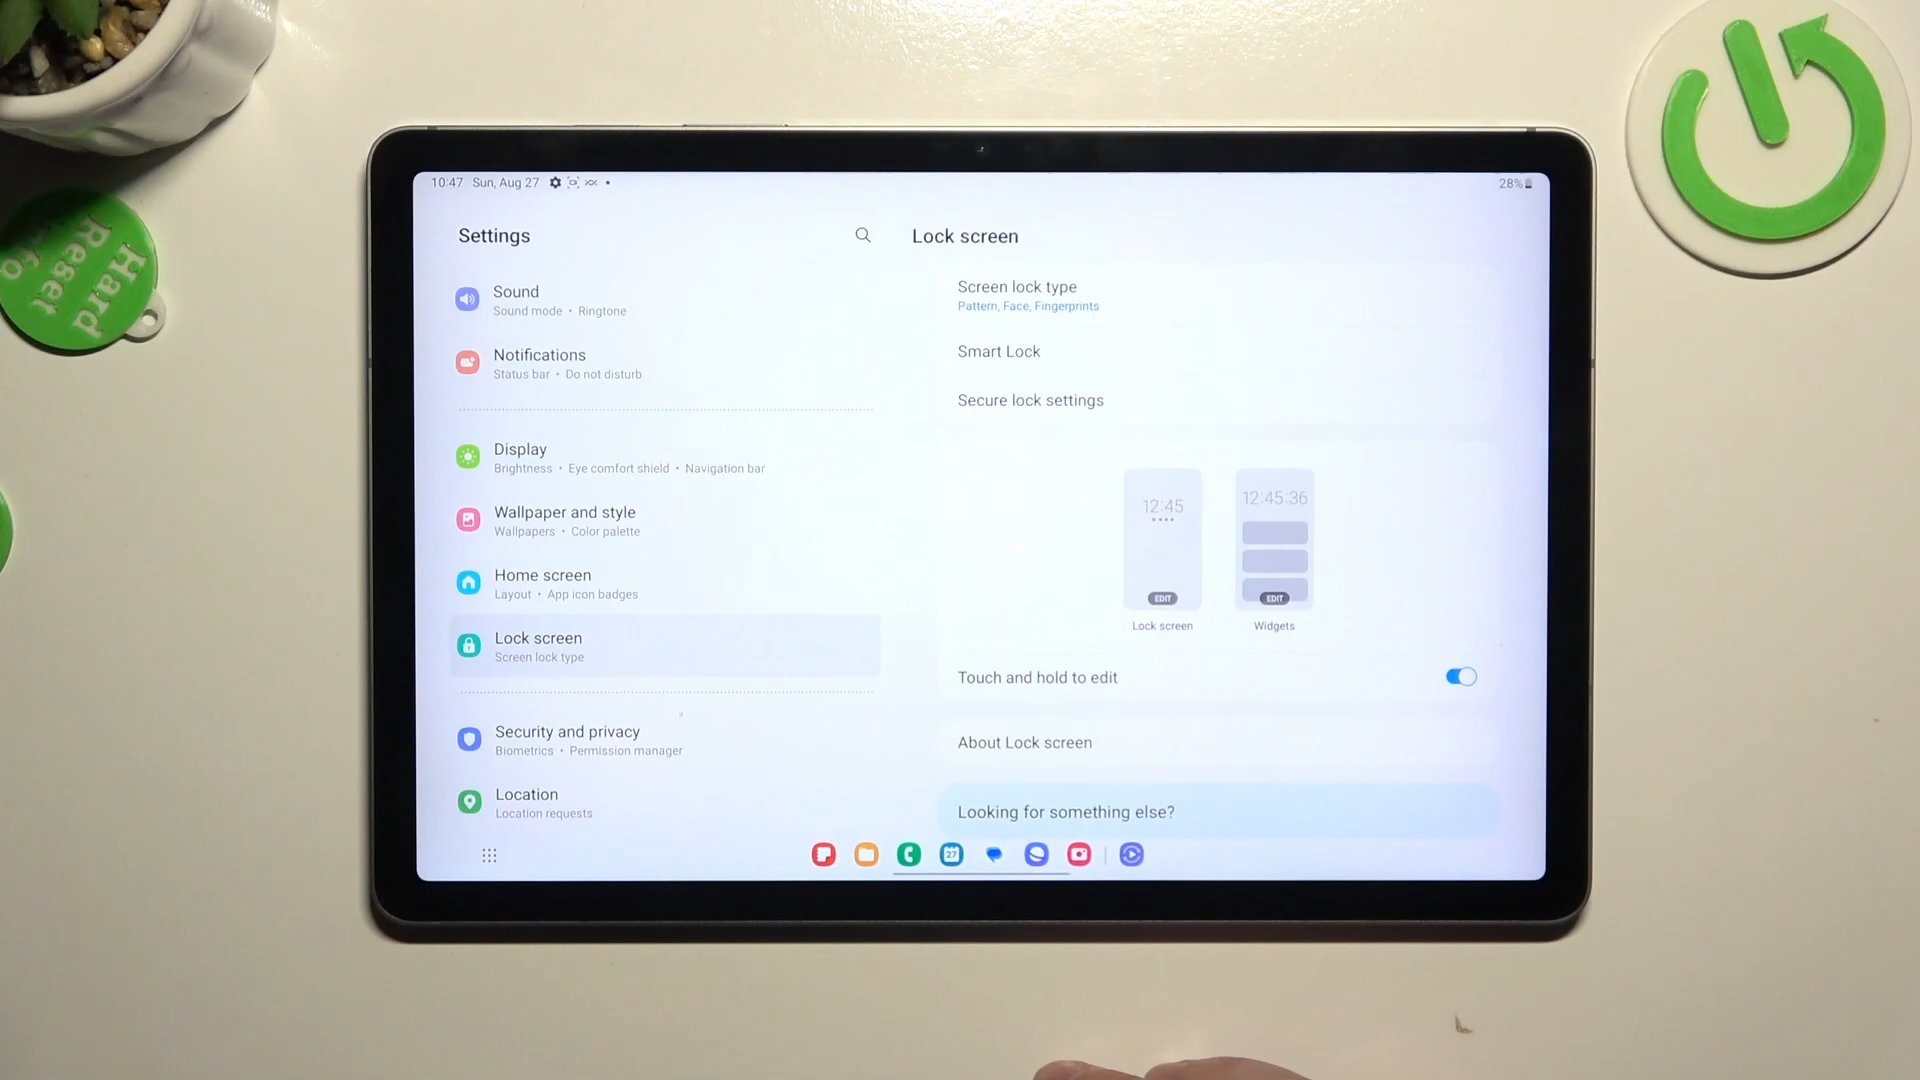 Hard
Reset
fo
10:47 Sun, Aug 27
28%
Settings
Sound
Sound mode • Ringtone
Notifications
Status bar • Do not disturb
Display
Brightness • Eye comfort shield • Navigation bar
Wallpaper and style
Wallpapers • Color palette
Home screen
Layout • App icon badges
Lock screen
Screen lock type
Security and privacy
Biometrics • Permission manager
Location
Location requests
Lock screen
Screen lock type
Pattern, Face, Fingerprints
Smart Lock
Secure lock settings
12:45
EDIT
Lock screen
12:45:36
EDIT
Widgets
Touch and hold to edit
About Lock screen
Looking for something else?
27